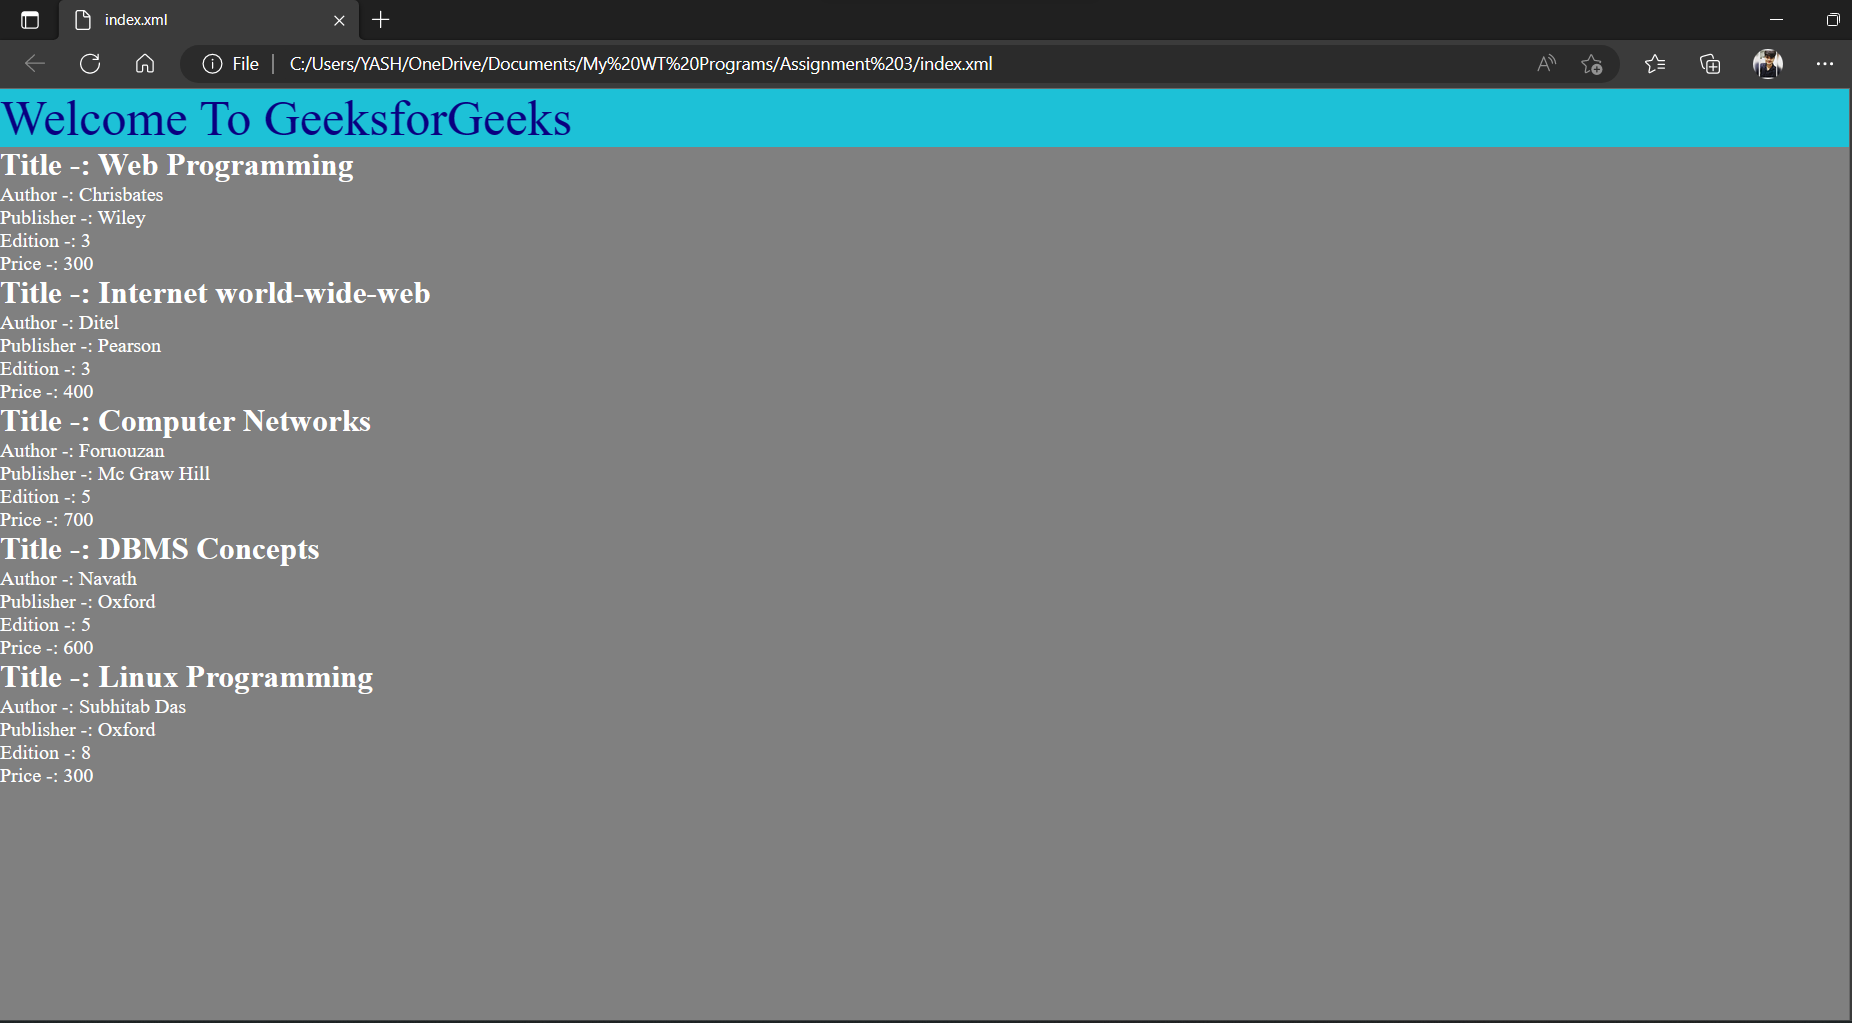 index.xml
File
C:/Users/YASH/OneDrive/Documents/My%20WT%20Programs/Assignment%203/index.xml
Welcome To GeeksforGeeks
Title -: Web Programming
Author -: Chrisbates
Publisher -: Wiley
Edition -: 3
Price -: 300
Title -: Internet world-wide-web
Author -: Ditel
Publisher -: Pearson
Edition -: 3
Price -: 400
Title -: Computer Networks
Author -: Foruouzan
Publisher -: Mc Graw Hill
Edition -: 5
Price -: 700
Title -: DBMS Concepts
Author -: Navath
Publisher -: Oxford
Edition -: 5
Price -: 600
Title -: Linux Programming
Author -: Subhitab Das
Publisher -: Oxford
Edition -: 8
Price -: 300